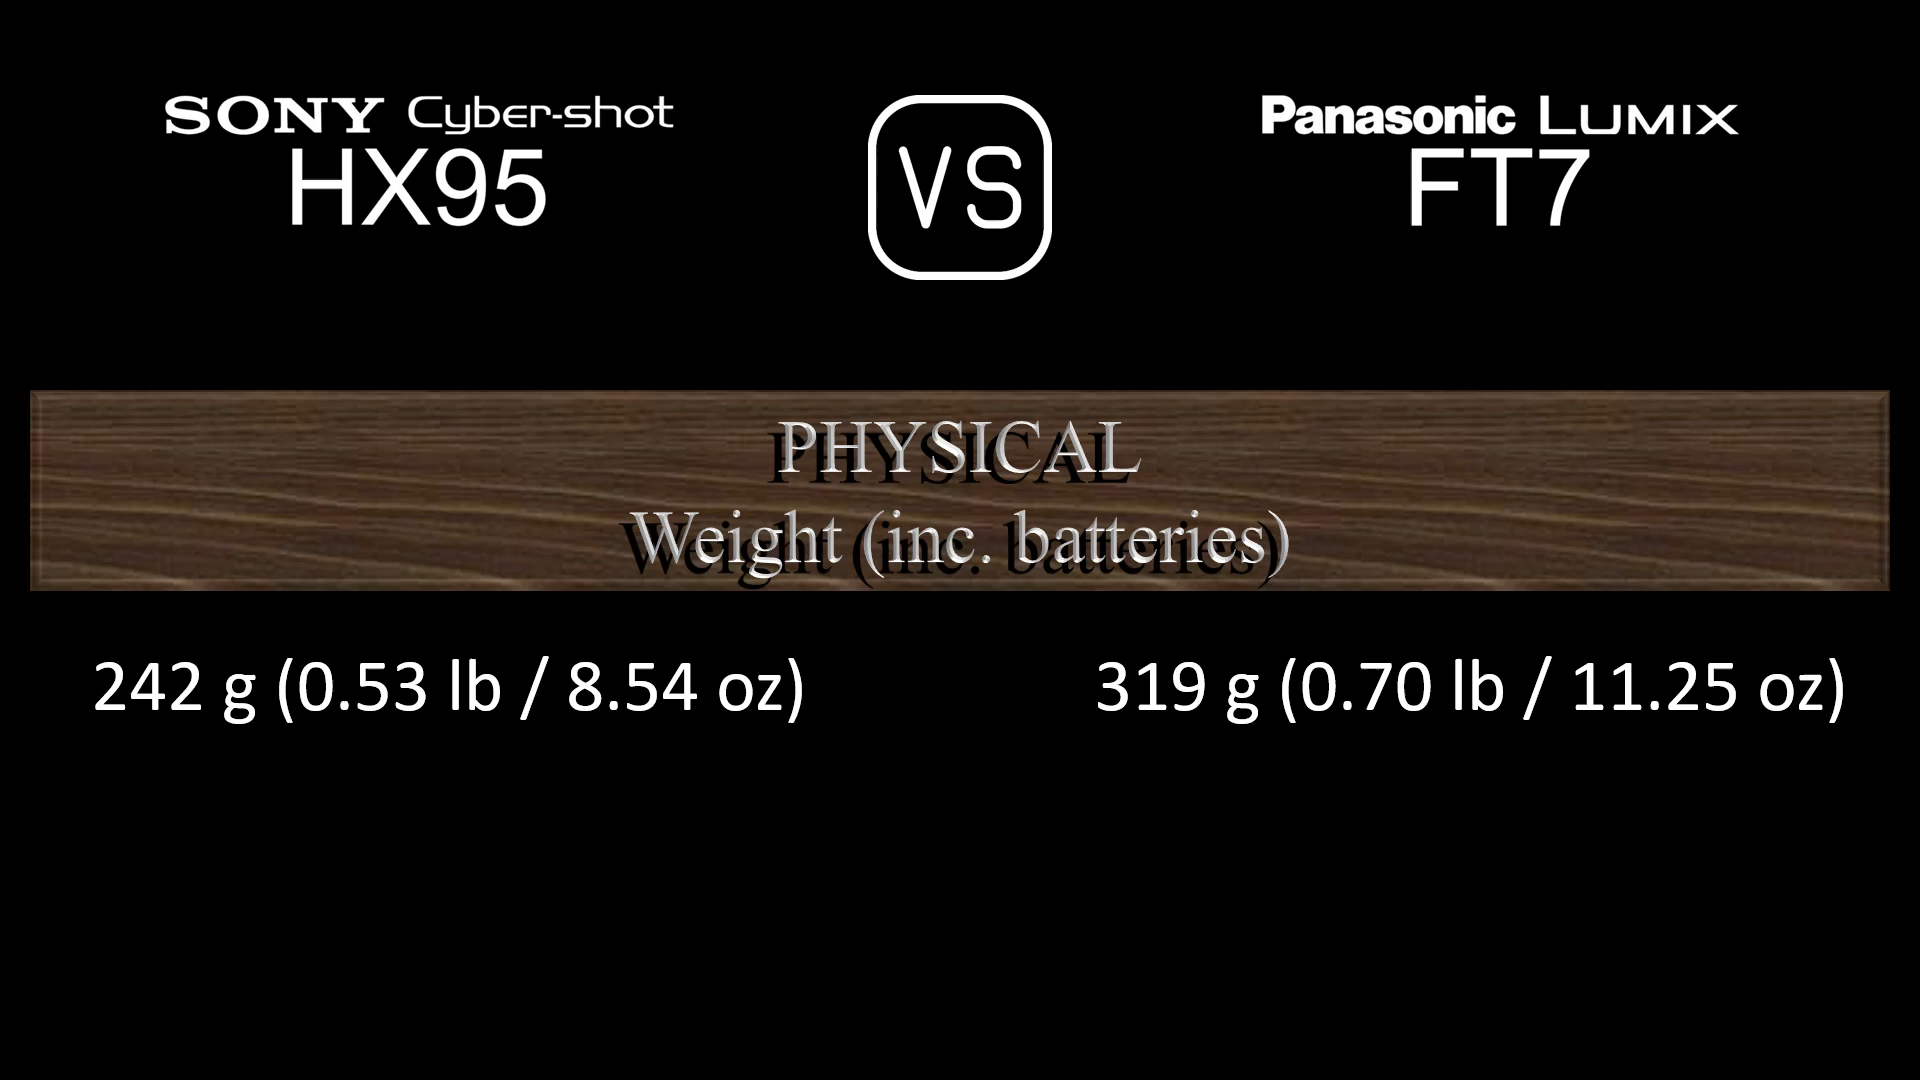 SONY Cyber-shot
HX95
VS
Panasonic LUMIX
FT7
PHYSICAL
Weight (inc. batteries)
242 g (0.53 lb / 8.54 oz)
319 g (0.70 lb / 11.25 oz)